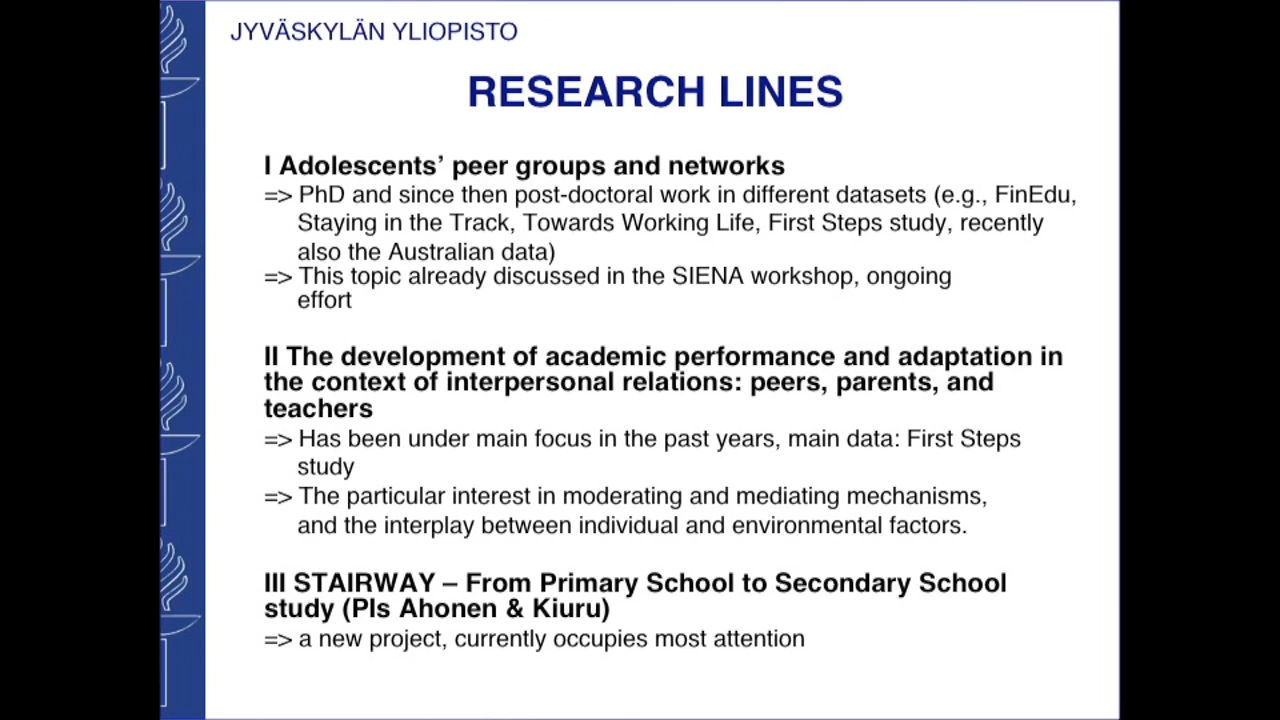 JYVÄSKYLÄN YLIOPISTO
RESEARCH LINES
I Adolescents’ peer groups and networks
=> PhD and since then post-doctoral work in different datasets (e.g., FinEdu,
Staying in the Track, Towards Working Life, First Steps study, recently
also the Australian data)
=> This topic already discussed in the SIENA workshop, ongoing
effort
II The development of academic performance and adaptation in
the context of interpersonal relations: peers, parents, and
teachers
=> Has been under main focus in the past years, main data: First Steps
study
=> The particular interest in moderating and mediating mechanisms,
and the interplay between individual and environmental factors.
III STAIRWAY – From Primary School to Secondary School
study (PIs Ahonen & Kiuru)
=> a new project, currently occupies most attention